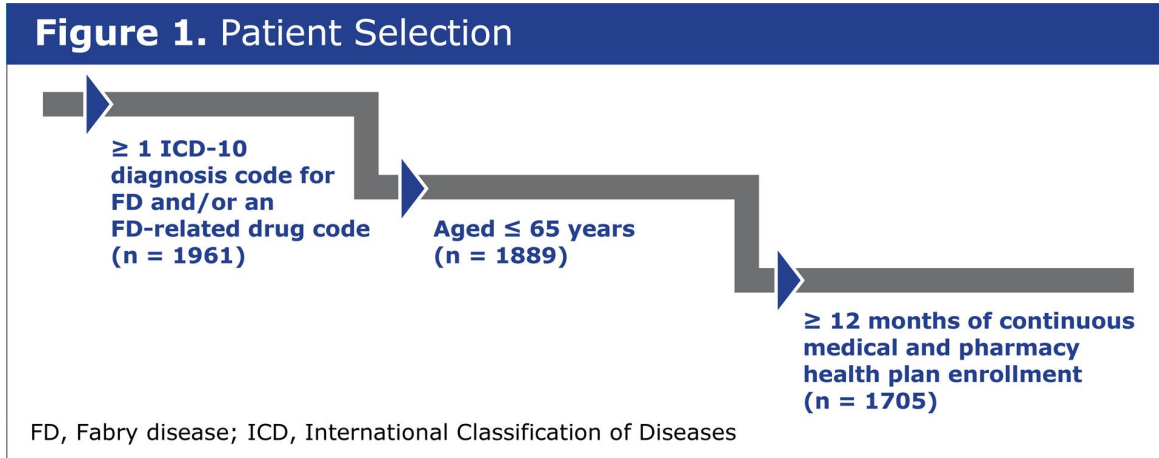 Figure 1. Patient Selection
≥ 1 ICD-10
diagnosis code for
FD and/or an
FD-related drug code
(n = 1961)
Aged ≤ 65 years
(n = 1889)
≥ 12 months of continuous
medical and pharmacy
health plan enrollment
(n = 1705)
FD, Fabry disease; ICD, International Classification of Diseases